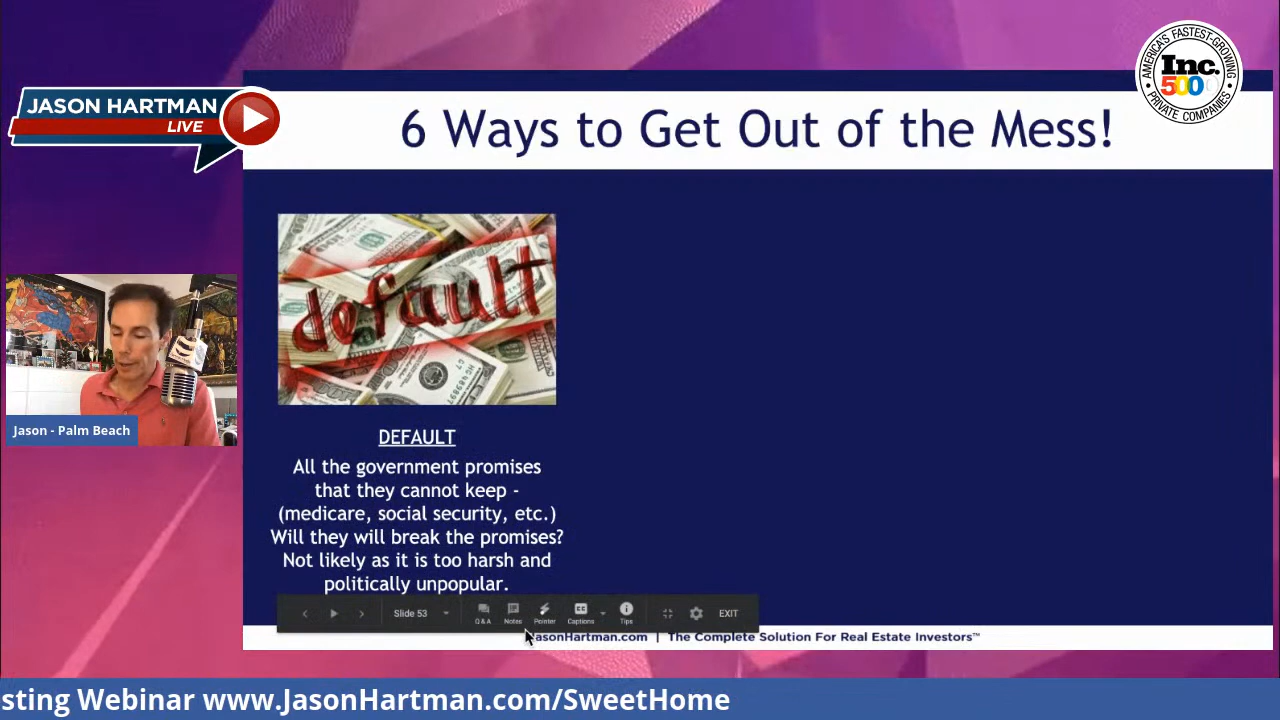 AMERICA'S FASTEST-GROWING
Inc.
500
PRIVATE COMPANIES
JASON HARTMAN
LIVE
6 Ways to Get Out of the Mess!
default
Jason - Palm Beach
DEFAULT
All the government promises
that they cannot keep -
(medicare, social security, etc.)
Will they will break the promises?
Not likely as it is too harsh and
politically unpopular.
Slide 53
Q & A
Notes
Pointer
Captions
Tips
EXIT
JasonHartman.com | The Complete Solution For Real Estate Investors™
sting Webinar www.JasonHartman.com/SweetHome